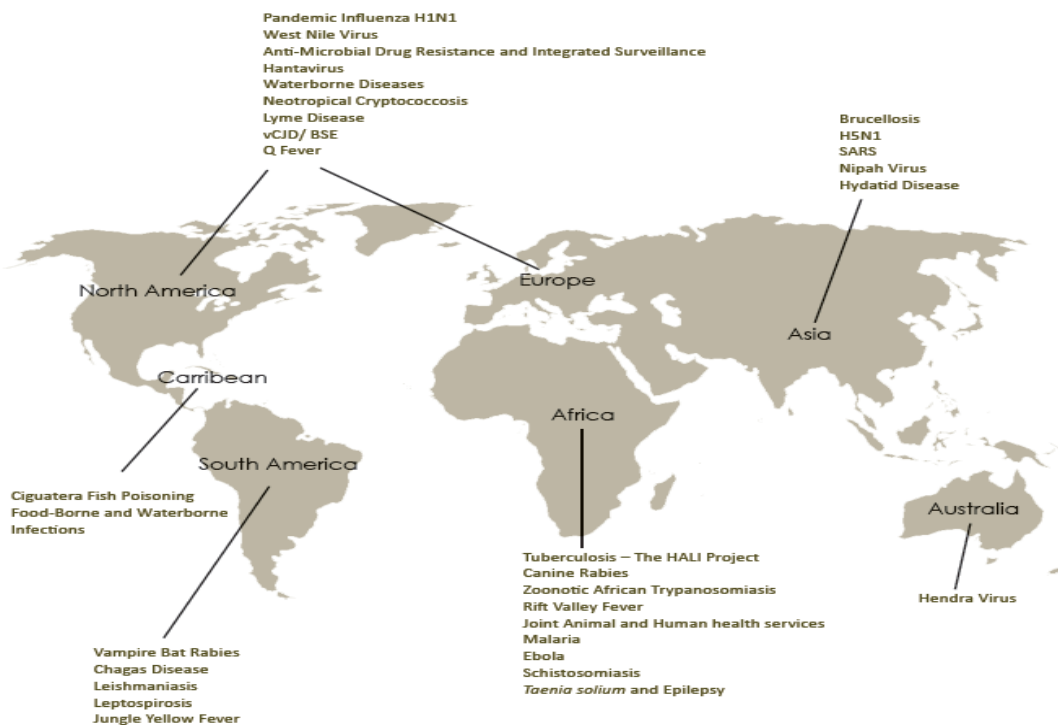 Pandemic Influenza H1N1
West Nile Virus
Anti-Microbial Drug Resistance and Integrated Surveillance
Hantavirus
Waterborne Diseases
Neotropical Cryptococcosis
Lyme Disease
vCJD/ BSE
Q Fever
Brucellosis
H5N1
SARS
Nipah Virus
Hydatid Disease
North America
Europe
Asia
Carribean
Africa
South America
Australia
Ciguatera Fish Poisoning
Food-Borne and Waterborne
Infections
Vampire Bat Rabies
Chagas Disease
Leishmaniasis
Leptospirosis
Jungle Yellow Fever
Tuberculosis – The HALI Project
Canine Rabies
Zoonotic African Trypanosomiasis
Rift Valley Fever
Joint Animal and Human health services
Malaria
Ebola
Schistosomiasis
Taenia solium and Epilepsy
Hendra Virus